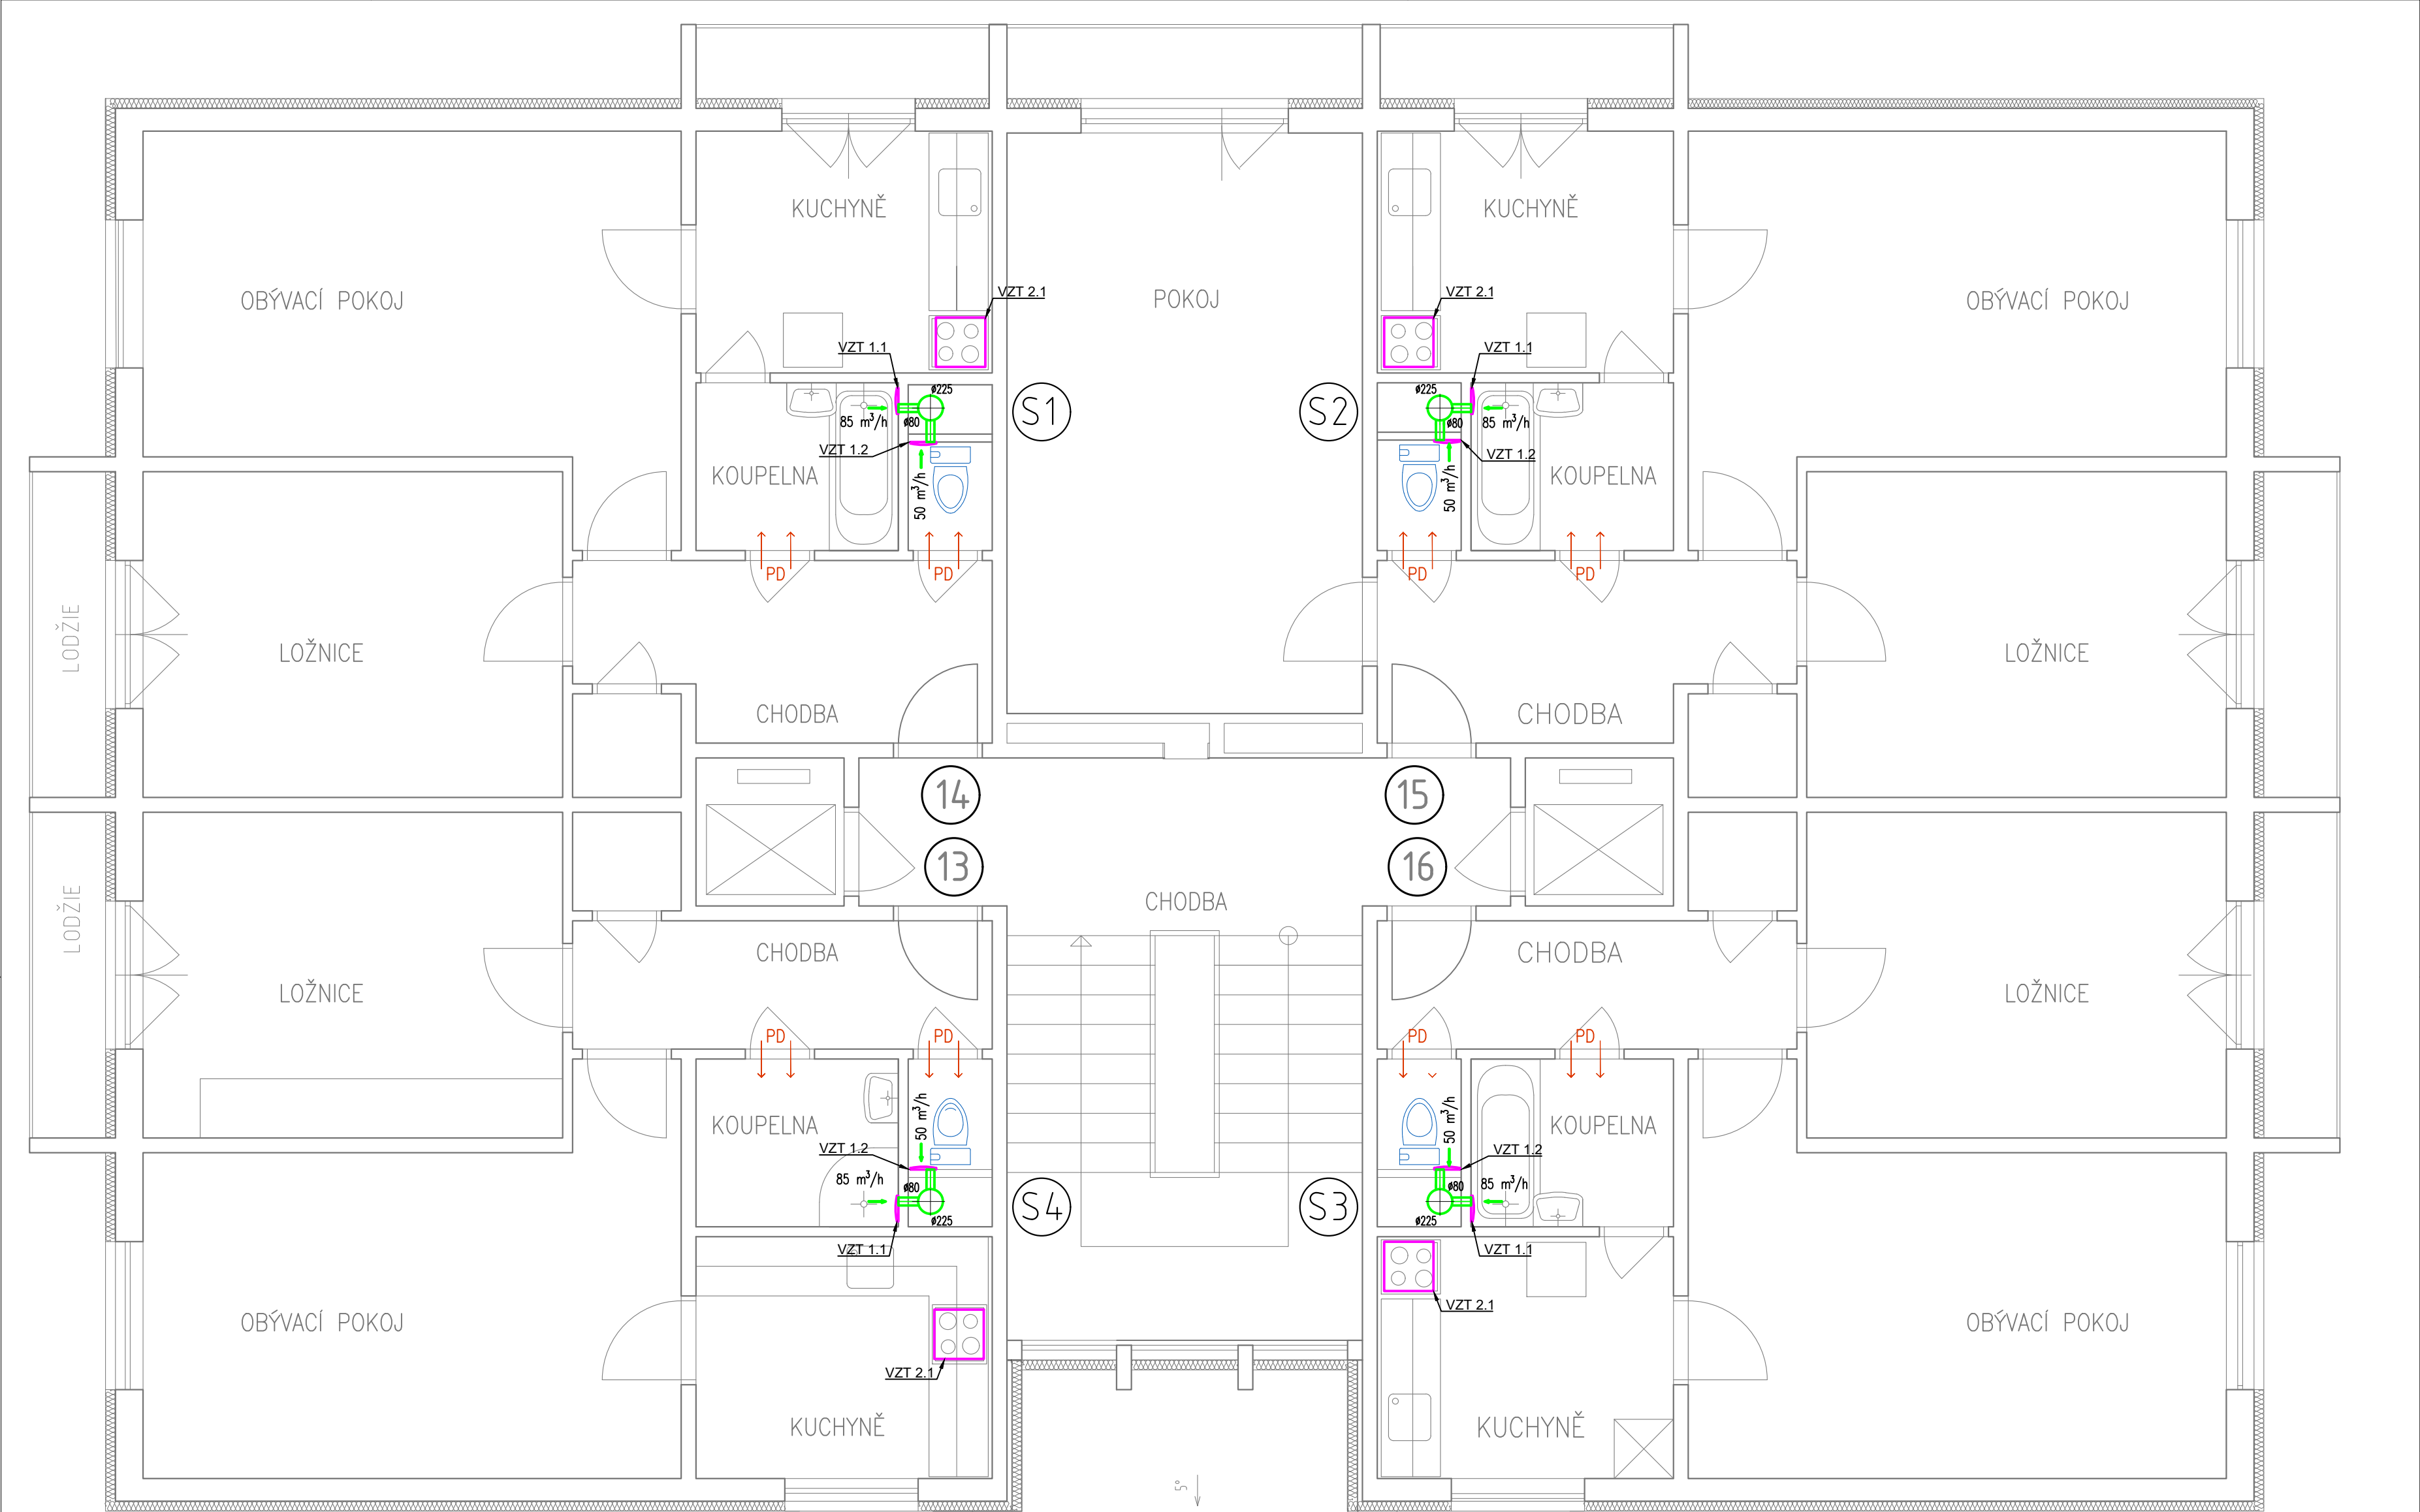 KUCHYNĚ
KUCHYNĚ
OBÝVACÍ POKOJ
VZT 2.1
POKOJ
VZT 2.1
OBÝVACÍ POKOJ
VZT 1.1
VZT 1.1
ø225
ø225
85 m³/h
ø80
S1
S2
ø80
85 m³/h
VZT 1.2
VZT 1.2
KOUPELNA
50 m³/h
50 m³/h
KOUPELNA
PD
PD
PD
PD
LODŽIE
LOŽNICE
LOŽNICE
CHODBA
CHODBA
14
15
13
16
LODŽIE
CHODBA
CHODBA
CHODBA
LOŽNICE
LOŽNICE
PD
PD
PD
PD
KOUPELNA
50 m³/h
50 m³/h
KOUPELNA
VZT 1.2
VZT 1.2
85 m³/h
ø80
ø80
85 m³/h
S4
S3
ø225
ø225
VZT 1.1
VZT 1.1
OBÝVACÍ POKOJ
VZT 2.1
OBÝVACÍ POKOJ
VZT 2.1
KUCHYNĚ
KUCHYNĚ
5°